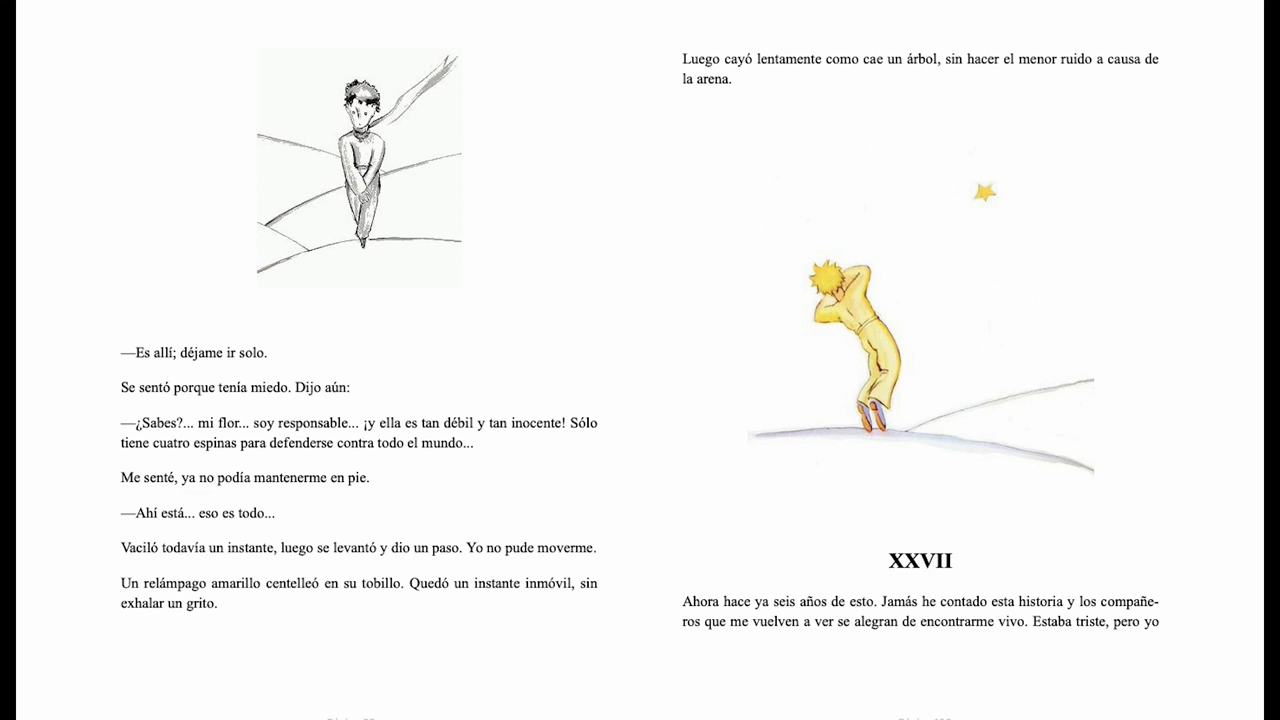 —Es allí; déjame ir solo.
Se sentó porque tenía miedo. Dijo aún:
—¿Sabes?... mi flor... soy responsable... ¡y ella es tan débil y tan inocente! Sólo
tiene cuatro espinas para defenderse contra todo el mundo...
Me senté, ya no podía mantenerme en pie.
—Ahí está... eso es todo...
Vaciló todavía un instante, luego se levantó y dio un paso. Yo no pude moverme.
Un relámpago amarillo centelleó en su tobillo. Quedó un instante inmóvil, sin
exhalar un grito.
Luego cayó lentamente como cae un árbol, sin hacer el menor ruido a causa de
la arena.
XXVII
Ahora hace ya seis años de esto. Jamás he contado esta historia y los compañe-
ros que me vuelven a ver se alegran de encontrarme vivo. Estaba triste, pero yo